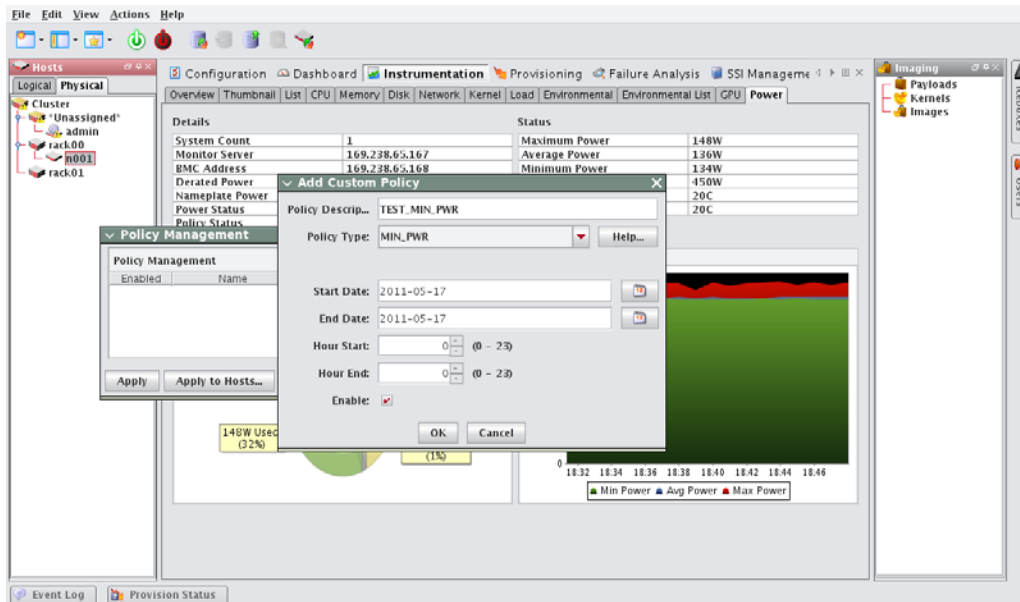 File Edit View Actions Help
Hosts
Logical Physical
Cluster
*Unassigned*
admin
rack00
n001
rack01
Configuration Dashboard Instrumentation Provisioning Failure Analysis SSI Manageme
Overview Thumbnail List CPU Memory Disk Network Kernel Load Environmental Environmental List GPU Power
Details
System Count 1
Monitor Server 169.238.65.167
BMC Address 169.238.65.168
Derated Power
Nameplate Power
Power Status
Policy Status
Status
Maximum Power 148W
Average Power 136W
Minimum Power 134W
450W
20C
20C
Policy Management
Policy Management
Enabled Name
Apply Apply to Hosts...
Add Custom Policy
Policy Descrip... TEST_MIN_PWR
Policy Type: MIN_PWR Help...
Start Date: 2011-05-17
End Date: 2011-05-17
Hour Start: 0 (0 - 23)
Hour End: 0 (0 - 23)
Enable:
OK Cancel
148W Used
(32%)
(1%)
0
18:32 18:34 18:36 18:38 18:40 18:42 18:44 18:46
Min Power Avg Power Max Power
Imaging
Payloads
Kernels
Images
Users
Event Log Provision Status